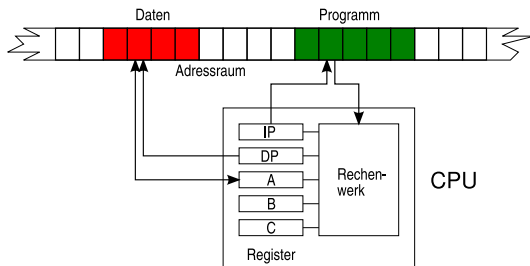 Daten
Programm
Adressraum
IP
DP
A
B
C
Rechen-
werk
Register
CPU